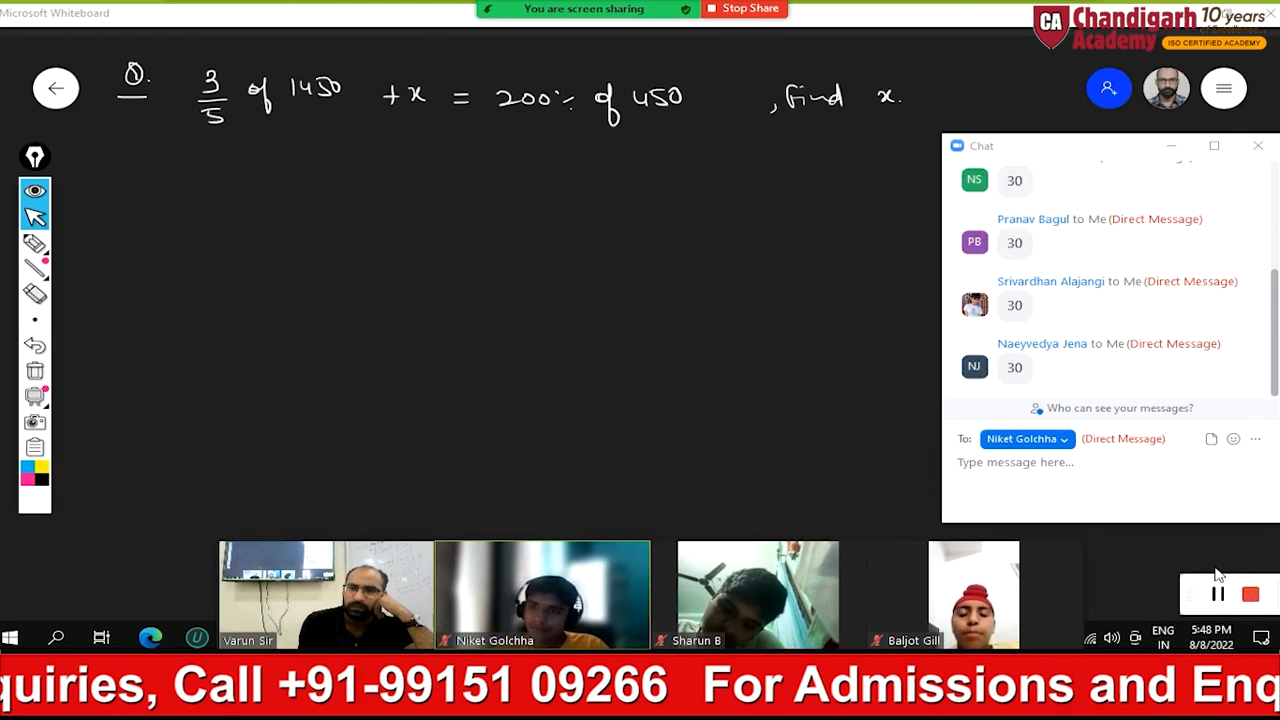 Microsoft Whiteboard
You are screen sharing
Stop Share
CA Chandigarh Academy
10 years
ISO CERTIFIED ACADEMY
Q. 3/5 of 1450 + x = 200% of 450 , find x.
Chat
NS 30
Pranav Bagul to Me (Direct Message)
PB 30
Srivardhan Alajangi to Me (Direct Message)
30
Naeyvedya Jena to Me (Direct Message)
NJ 30
Who can see your messages?
To: Niket Golchha (Direct Message)
Type message here...
Varun Sir
Niket Golchha
Sharun B
Baljot Gill
ENG
IN
5:48 PM
8/8/2022
quiries, Call +91-99151 09266 For Admissions and Enq